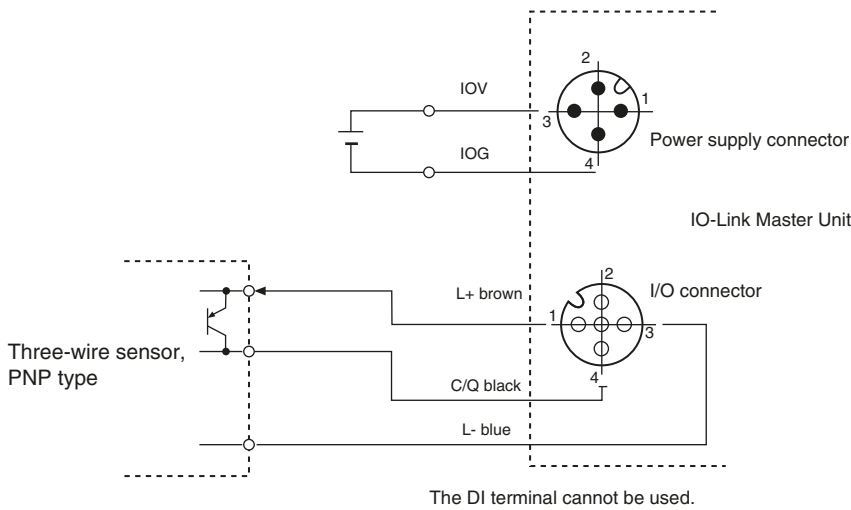 2
IOV
1
3
Power supply connector
IOG
4
IO-Link Master Unit
2
L+ brown
I/O connector
1
3
Three-wire sensor,
PNP type
4
C/Q black
L- blue
The DI terminal cannot be used.